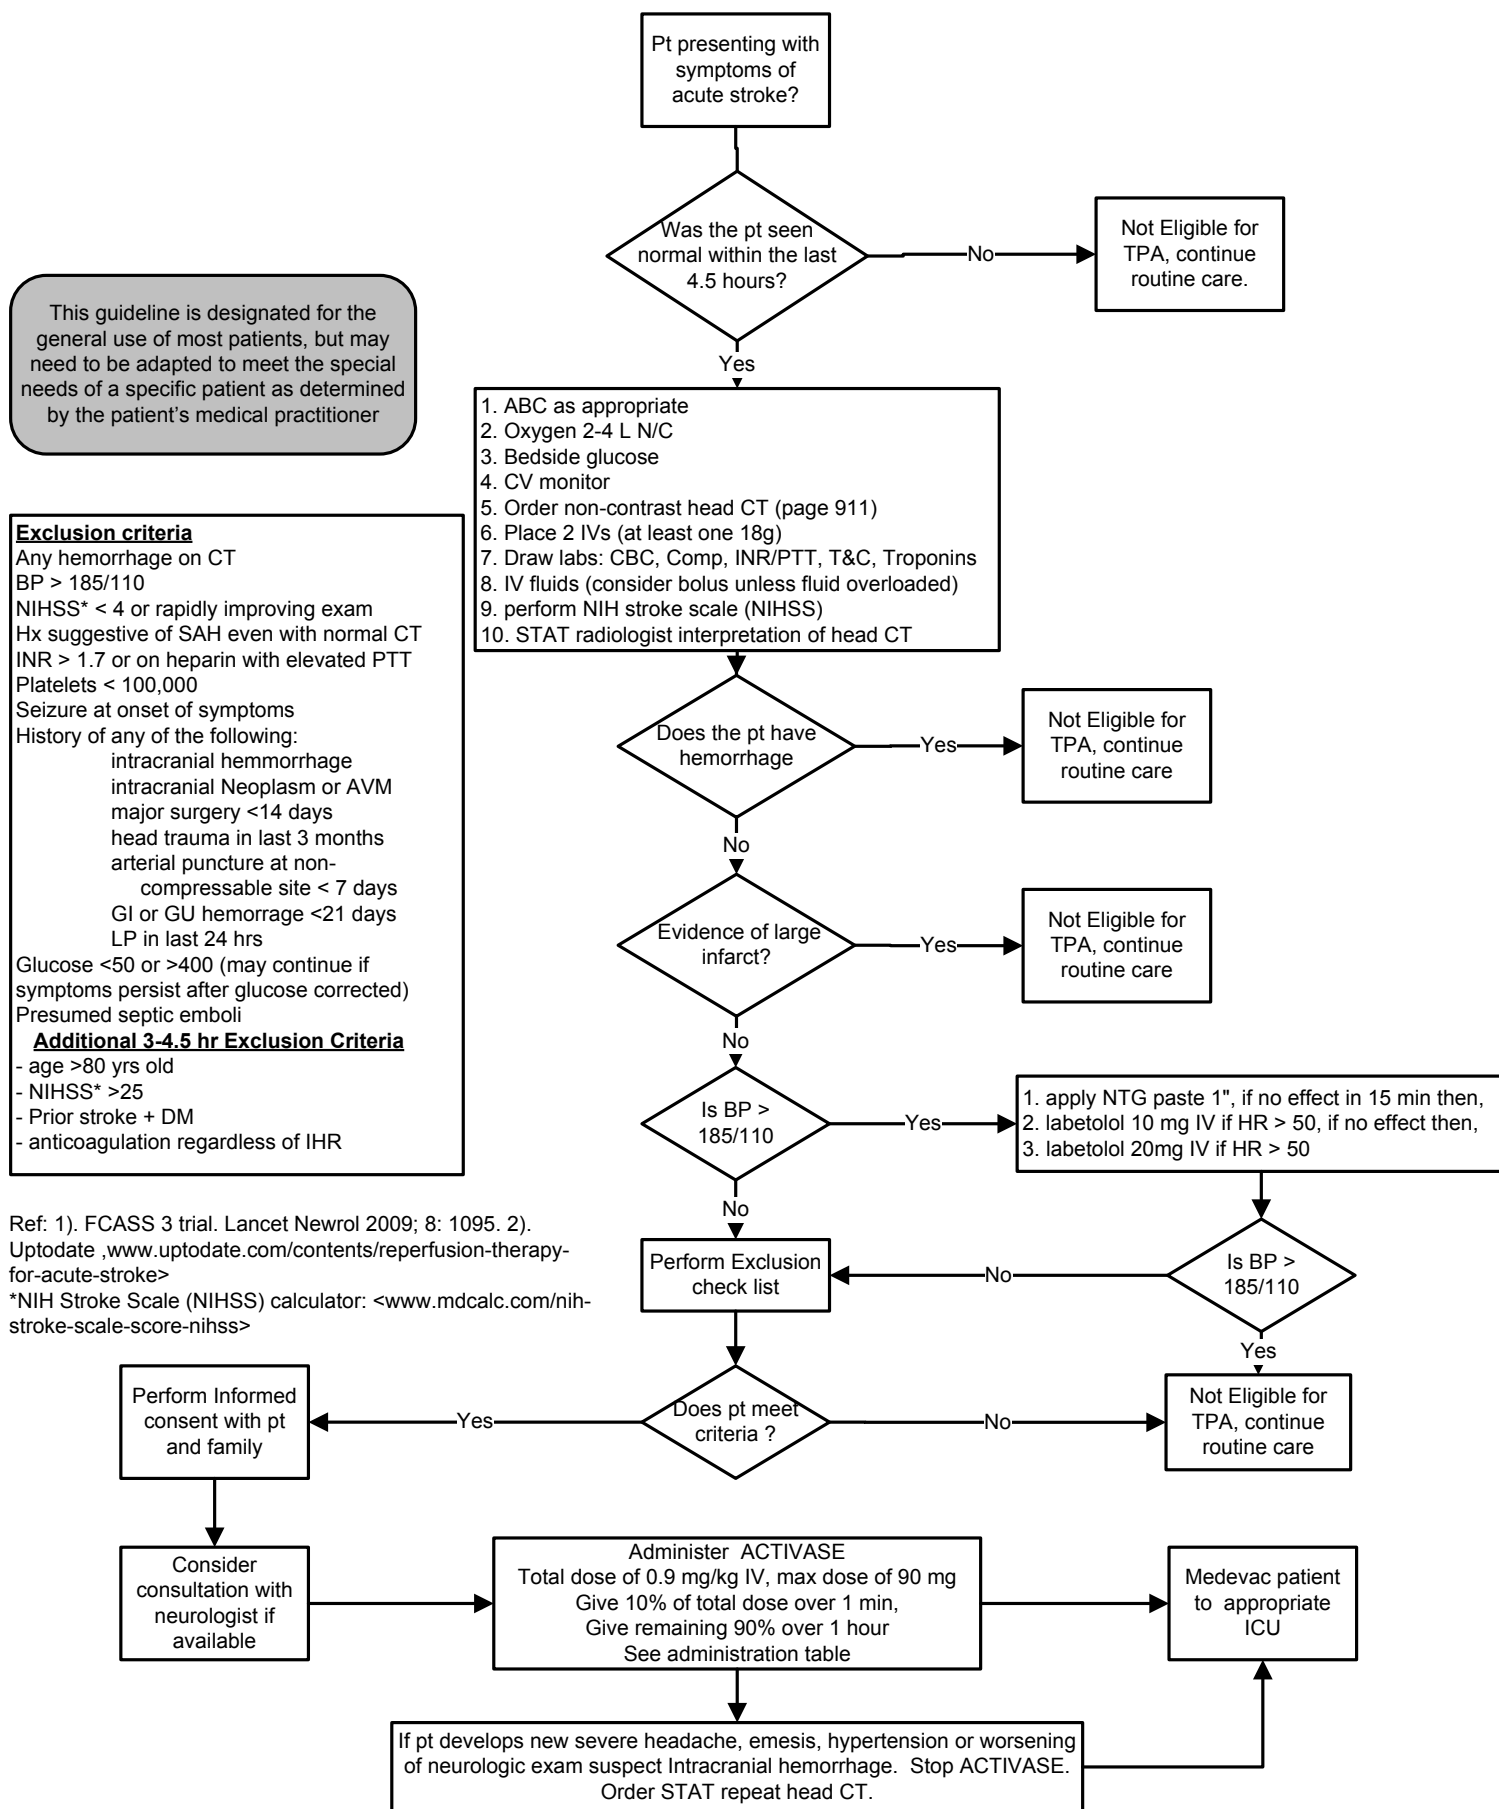 Pt presenting with
symptoms of
acute stroke?
Was the pt seen
normal within the last
4.5 hours?
No
Not Eligible for
TPA, continue
routine care.
Yes
This guideline is designated for the
general use of most patients, but may
need to be adapted to meet the special
needs of a specific patient as determined
by the patient's medical practitioner
1. ABC as appropriate
2. Oxygen 2-4 L N/C
3. Bedside glucose
4. CV monitor
5. Order non-contrast head CT (page 911)
6. Place 2 IVs (at least one 18g)
7. Draw labs: CBC, Comp, INR/PTT, T&C, Troponins
8. IV fluids (consider bolus unless fluid overloaded)
9. perform NIH stroke scale (NIHSS)
10. STAT radiologist interpretation of head CT
Exclusion criteria
Any hemorrhage on CT
BP > 185/110
NIHSS* < 4 or rapidly improving exam
Hx suggestive of SAH even with normal CT
INR > 1.7 or on heparin with elevated PTT
Platelets < 100,000
Seizure at onset of symptoms
History of any of the following:
intracranial hemmorrhage
intracranial Neoplasm or AVM
major surgery <14 days
head trauma in last 3 months
arterial puncture at non-
compressable site < 7 days
GI or GU hemorrage <21 days
LP in last 24 hrs
Glucose <50 or >400 (may continue if
symptoms persist after glucose corrected)
Presumed septic emboli
Additional 3-4.5 hr Exclusion Criteria
- age >80 yrs old
- NIHSS* >25
- Prior stroke + DM
- anticoagulation regardless of IHR
Does the pt have
hemorrhage
Yes
Not Eligible for
TPA, continue
routine care
No
Evidence of large
infarct?
Yes
Not Eligible for
TPA, continue
routine care
No
Is BP >
185/110
Yes
1. apply NTG paste 1", if no effect in 15 min then,
2. labetolol 10 mg IV if HR > 50, if no effect then,
3. labetolol 20mg IV if HR > 50
No
Ref: 1). FCASS 3 trial. Lancet Newrol 2009; 8: 1095. 2).
Uptodate ,www.uptodate.com/contents/reperfusion-therapy-
for-acute-stroke>
*NIH Stroke Scale (NIHSS) calculator: <www.mdcalc.com/nih-
stroke-scale-score-nihss>
Perform Exclusion
check list
No
Is BP >
185/110
Yes
Perform Informed
consent with pt
and family
Yes
Does pt meet
criteria ?
No
Not Eligible for
TPA, continue
routine care
Consider
consultation with
neurologist if
available
Administer ACTIVASE
Total dose of 0.9 mg/kg IV, max dose of 90 mg
Give 10% of total dose over 1 min,
Give remaining 90% over 1 hour
See administration table
Medevac patient
to appropriate
ICU
If pt develops new severe headache, emesis, hypertension or worsening
of neurologic exam suspect Intracranial hemorrhage. Stop ACTIVASE.
Order STAT repeat head CT.